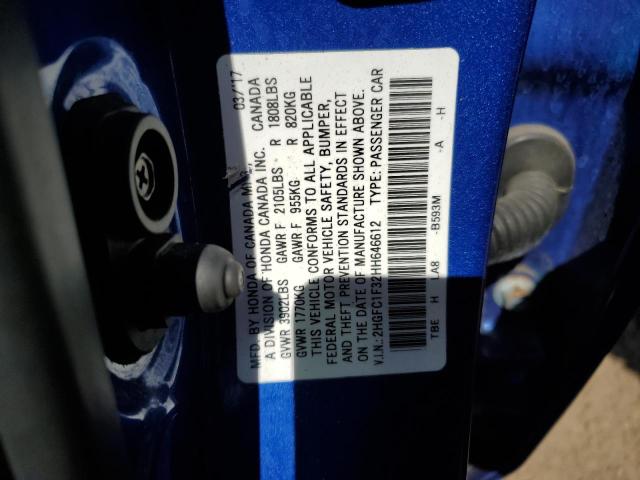 MFD. BY HONDA OF CANADA 03/'17
A DIVISION OF HONDA CANADA INC. CANADA
GVWR 3902LBS GAWR F 2105LBS R 1808LBS
GVWR 1770KG GAWR F 955KG R 820KG
THIS VEHICLE CONFORMS TO ALL APPLICABLE
FEDERAL MOTOR VEHICLE SAFETY, BUMPER,
AND THEFT PREVENTION STANDARDS IN EFFECT
ON THE DATE OF MANUFACTURE SHOWN ABOVE.
V.I.N.: 2HGFC1F32HH646612 TYPE: PASSENGER CAR
TBE H LA8 -B593M -A -H